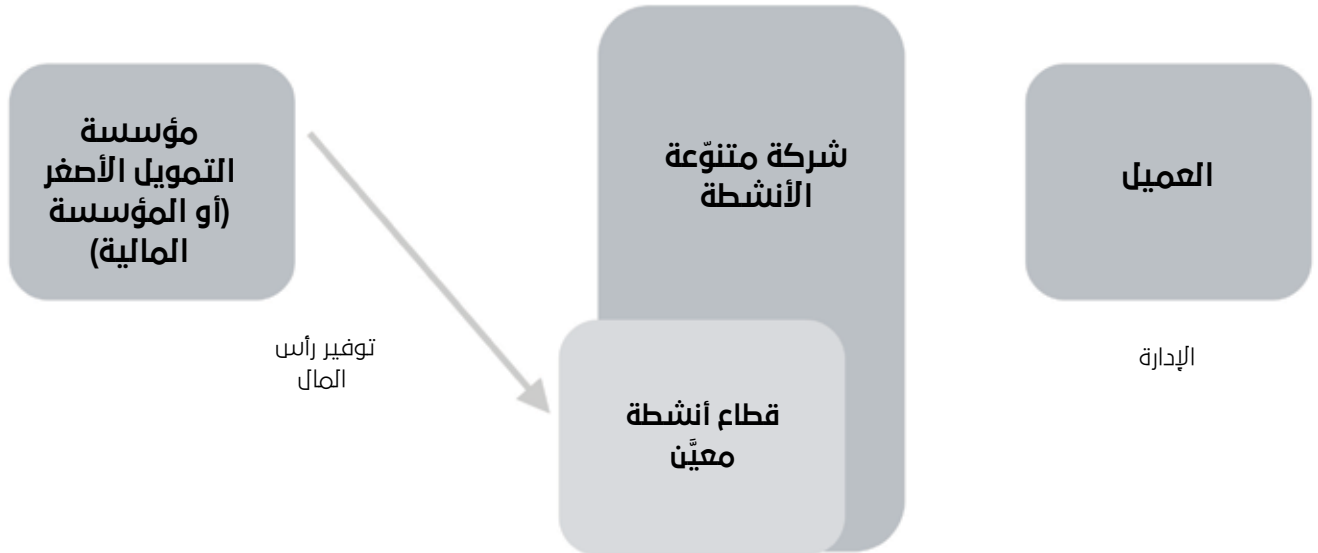 مؤسسة
التمويل الأصغر
(أو المؤسسة
المالية)
توفير رأس
المال
شركة متنوّعة
الأنشطة
قطاع أنشطة
معيَّن
العميل
الإدارة